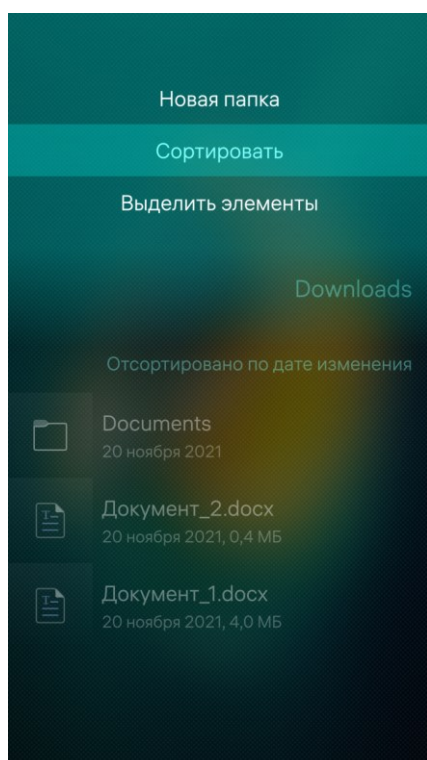 Новая папка
Сортировать
Выделить элементы
Downloads
Отсортировано по дате изменения
Documents
20 ноября 2021
Документ_2.docx
20 ноября 2021, 0,4 МБ
Документ_1.docx
20 ноября 2021, 4,0 МБ